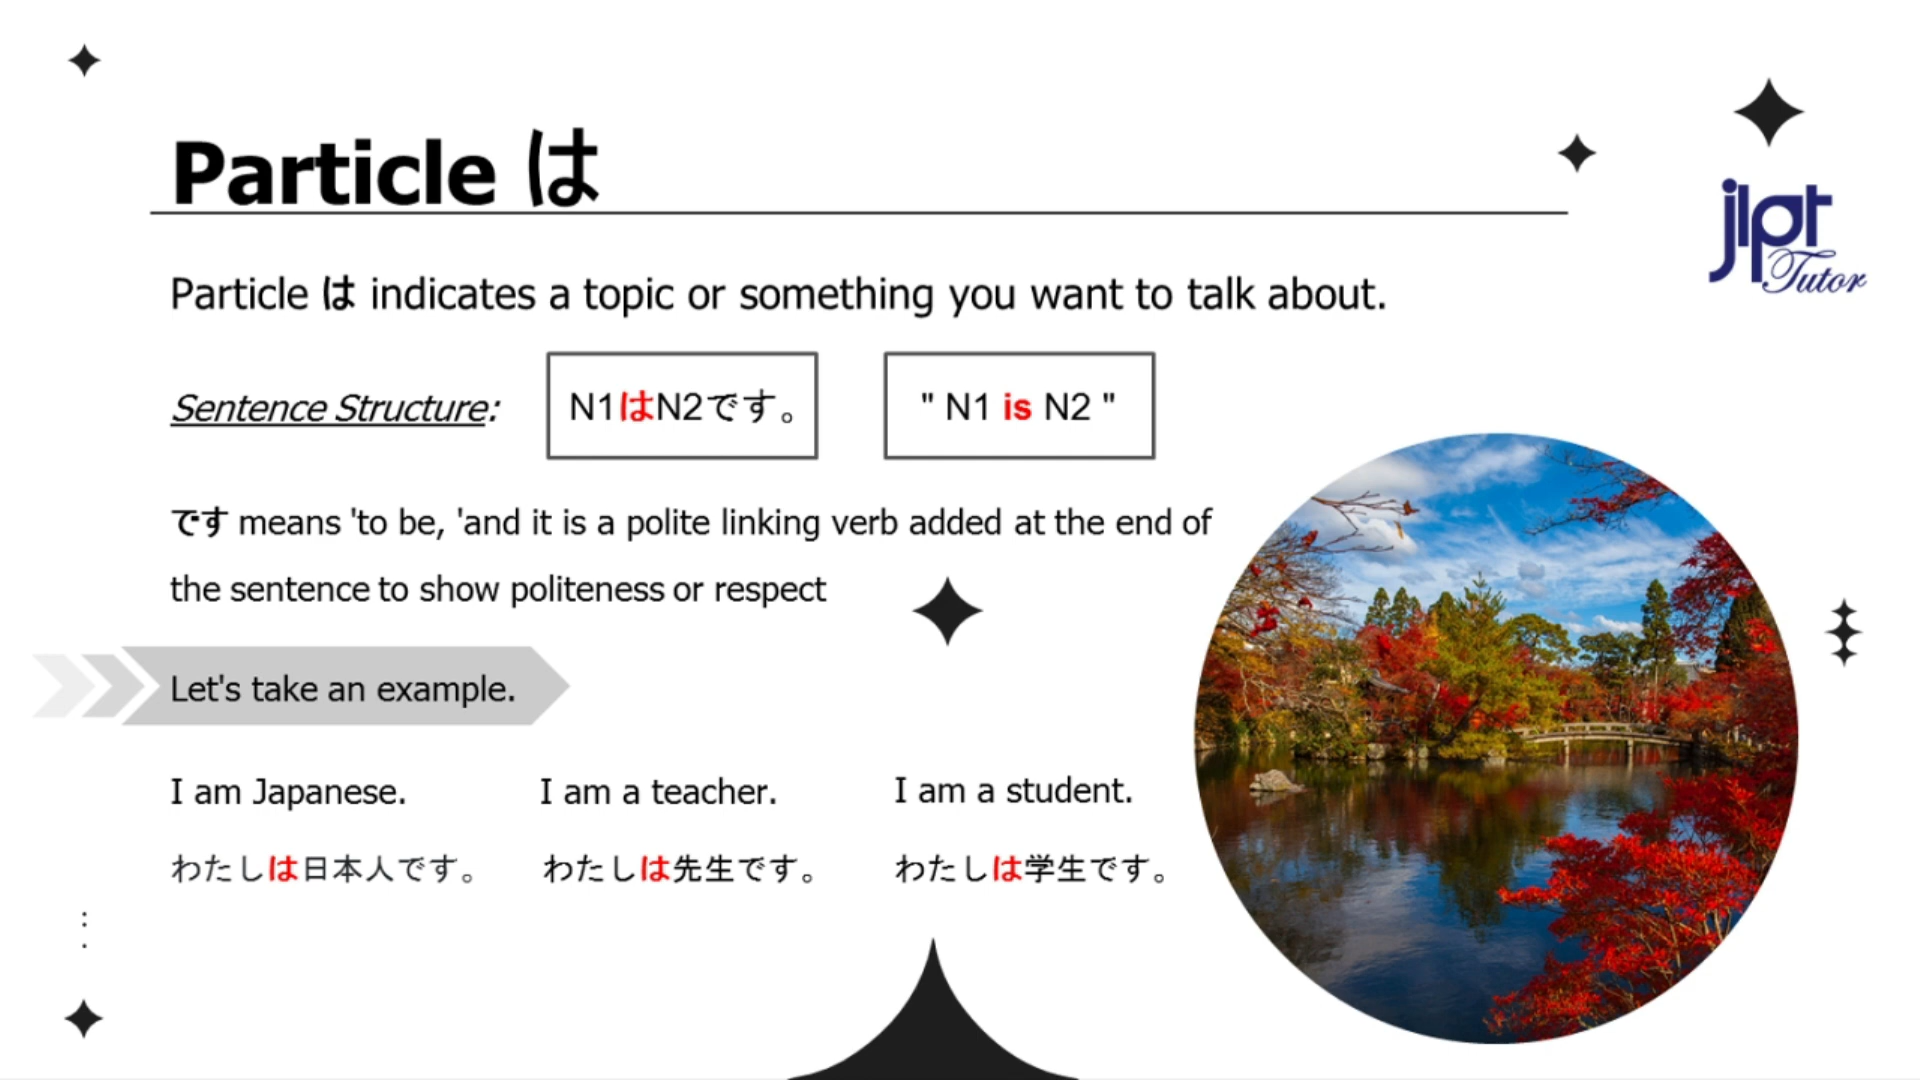 Particle は
jlpt
Tutor
Particle は indicates a topic or something you want to talk about.
Sentence Structure: N1はN2です。 " N1 is N2 "
です means 'to be, 'and it is a polite linking verb added at the end of
the sentence to show politeness or respect
Let's take an example.
I am Japanese. I am a teacher. I am a student.
わたしは日本人です。 わたしは先生です。 わたしは学生です。